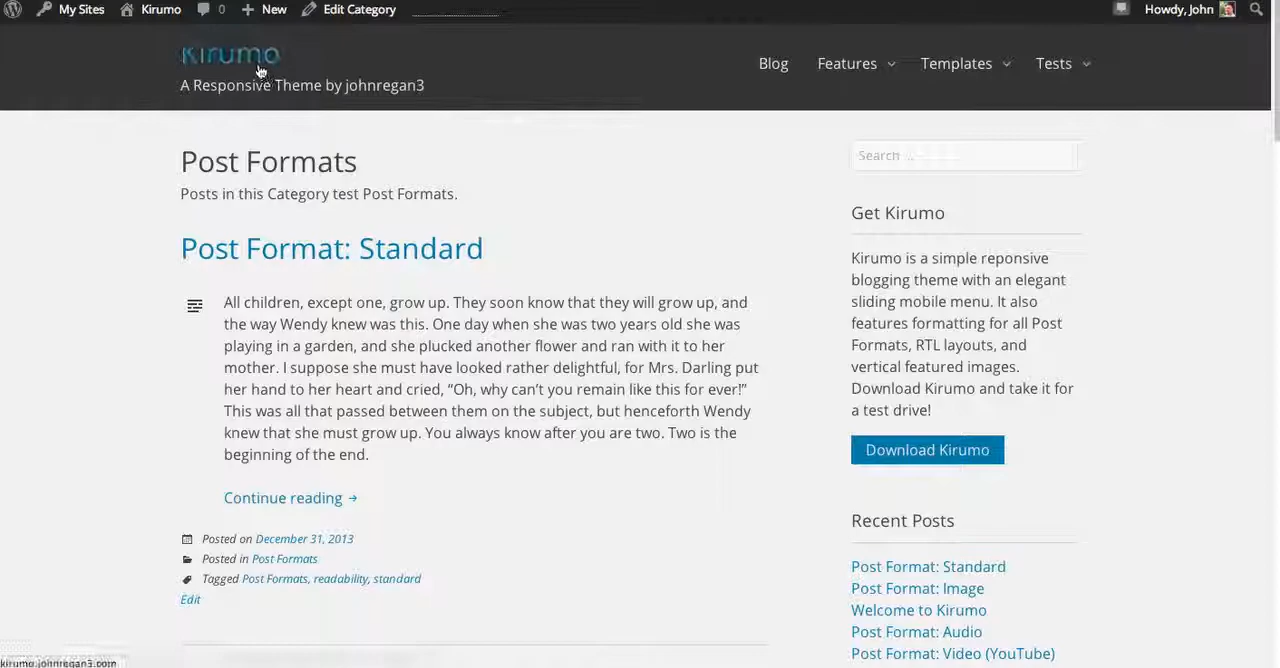 My Sites Kirumo 0 New Edit Category Howdy, John
Kirumo
A Responsive Theme by johnregan3
Blog Features Templates Tests
Post Formats
Posts in this Category test Post Formats.
Post Format: Standard
All children, except one, grow up. They soon know that they will grow up, and
the way Wendy knew was this. One day when she was two years old she was
playing in a garden, and she plucked another flower and ran with it to her
mother. I suppose she must have looked rather delightful, for Mrs. Darling put
her hand to her heart and cried, “Oh, why can’t you remain like this for ever!”
This was all that passed between them on the subject, but henceforth Wendy
knew that she must grow up. You always know after you are two. Two is the
beginning of the end.
Continue reading →
Posted on December 31, 2013
Posted in Post Formats
Tagged Post Formats, readability, standard
Edit
Search ...
Get Kirumo
Kirumo is a simple reponsive
blogging theme with an elegant
sliding mobile menu. It also
features formatting for all Post
Formats, RTL layouts, and
vertical featured images.
Download Kirumo and take it for
a test drive!
Download Kirumo
Recent Posts
Post Format: Standard
Post Format: Image
Welcome to Kirumo
Post Format: Audio
Post Format: Video (YouTube)
kirumo.johnregan3.com